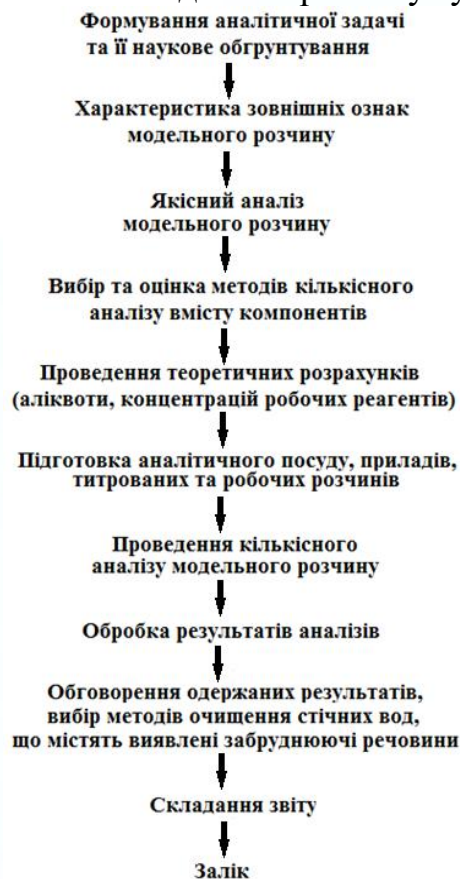 Формування аналітичної задачі
та її наукове обгрунтування
Характеристика зовнішніх ознак
модельного розчину
Якісний аналіз
модельного розчину
Вибір та оцінка методів кількісного
аналізу вмісту компонентів
Проведення теоретичних розрахунків
(аліквоти, концентрацій робочих реагентів)
Підготовка аналітичного посуду, приладів,
титрованих та робочих розчинів
Проведення кількісного
аналізу модельного розчину
Обробка результатів аналізів
Обговорення одержаних результатів,
вибір методів очищення стічних вод,
що містять виявлені забруднюючі речовини
Складання звіту
Залік